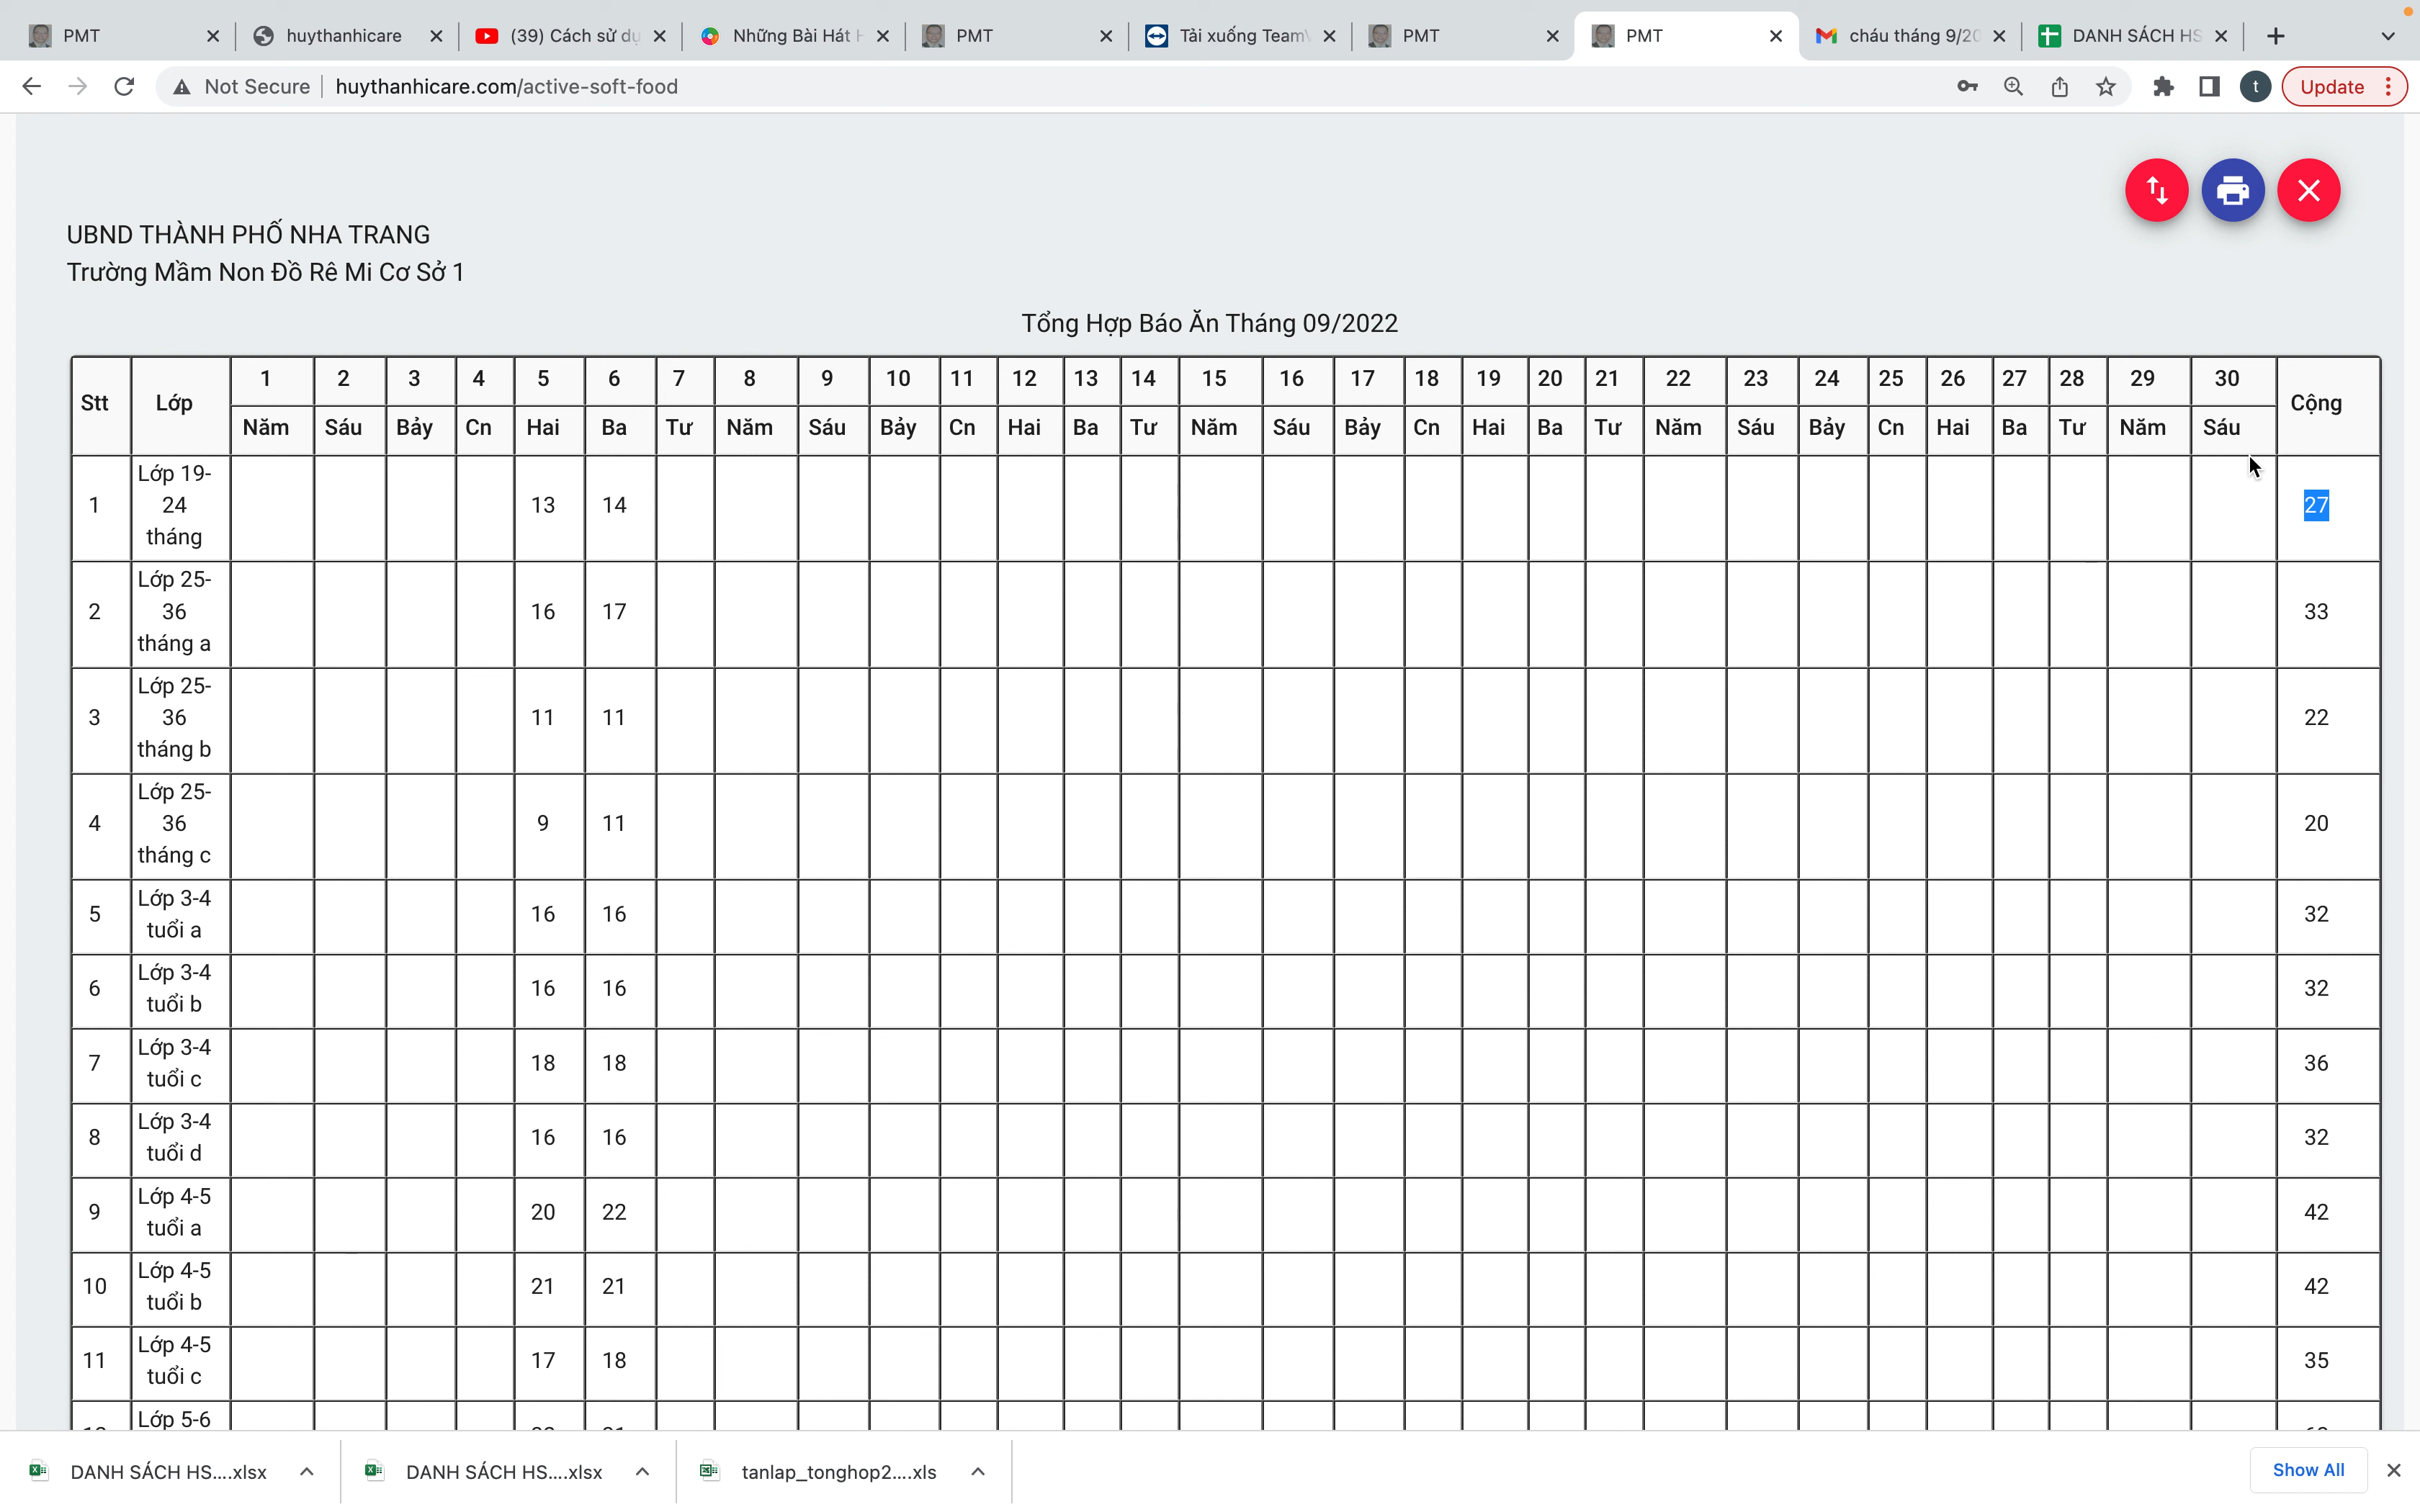 PMT huythanhicare (39) Cách sử dụ Những Bài Hát H PMT Tải xuống TeamV PMT PMT cháu tháng 9/20 DANH SÁCH HS
Not Secure huythanhicare.com/active-soft-food t Update
UBND THÀNH PHỐ NHA TRANG
Trường Mầm Non Đồ Rê Mi Cơ Sở 1
Tổng Hợp Báo Ăn Tháng 09/2022
Stt Lớp 1 2 3 4 5 6 7 8 9 10 11 12 13 14 15 16 17 18 19 20 21 22 23 24 25 26 27 28 29 30 Cộng
Năm Sáu Bảy Cn Hai Ba Tư Năm Sáu Bảy Cn Hai Ba Tư Năm Sáu Bảy Cn Hai Ba Tư Năm Sáu Bảy Cn Hai Ba Tư Năm Sáu
1 Lớp 19-
24
tháng 13 14 27
2 Lớp 25-
36
tháng a 16 17 33
3 Lớp 25-
36
tháng b 11 11 22
4 Lớp 25-
36
tháng c 9 11 20
5 Lớp 3-4
tuổi a 16 16 32
6 Lớp 3-4
tuổi b 16 16 32
7 Lớp 3-4
tuổi c 18 18 36
8 Lớp 3-4
tuổi d 16 16 32
9 Lớp 4-5
tuổi a 20 22 42
10 Lớp 4-5
tuổi b 21 21 42
11 Lớp 4-5
tuổi c 17 18 35
Lớp 5-6
DANH SÁCH HS....xlsx DANH SÁCH HS....xlsx tanlap_tonghop2....xls Show All